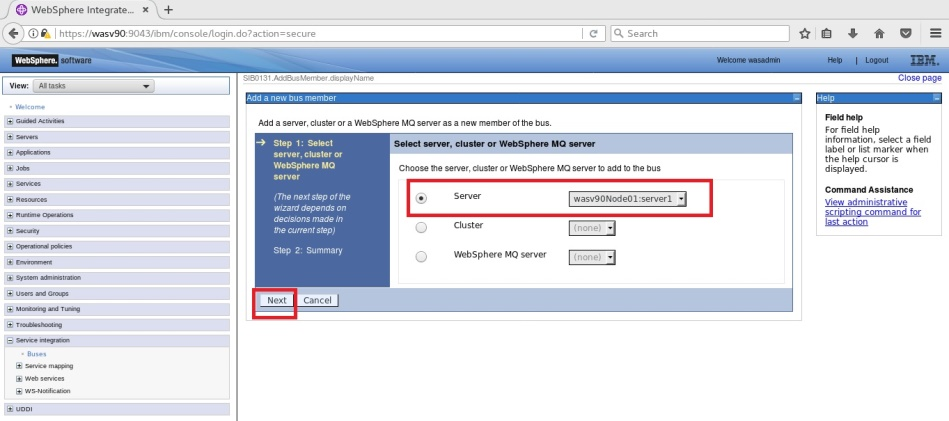 WebSphere Integrate... × +
https://wasv90:9043/ibm/console/login.do?action=secure
Search
WebSphere. software
Welcome wasadmin
Help | Logout
IBM.
View: All tasks
SIB0131.AddBusMember.displayName
Close page
Welcome
Guided Activities
Servers
Applications
Jobs
Services
Resources
Runtime Operations
Security
Operational policies
Environment
System administration
Users and Groups
Monitoring and Tuning
Troubleshooting
Service integration
Buses
Service mapping
Web services
WS-Notification
UDDI
Add a new bus member
Add a server, cluster or a WebSphere MQ server as a new member of the bus.
Step 1: Select
server, cluster or
WebSphere MQ
server
(The next step of the
wizard depends on
decisions made in
the current step)
Step 2: Summary
Select server, cluster or WebSphere MQ server
Choose the server, cluster or WebSphere MQ server to add to the bus
Server wasv90Node01:server1
Cluster (none)
WebSphere MQ server (none)
Next Cancel
Help
Field help
For field help
information, select a field
label or list marker when
the help cursor is
displayed.
Command Assistance
View administrative
scripting command for
last action